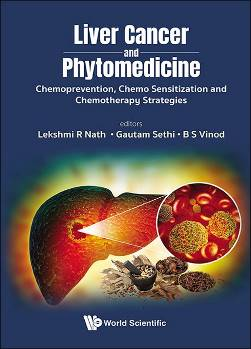 Liver Cancer
and
Phytomedicine
Chemoprevention, Chemo Sensitization and
Chemotherapy Strategies
editors
Lekshmi R Nath • Gautam Sethi • B S Vinod
World Scientific